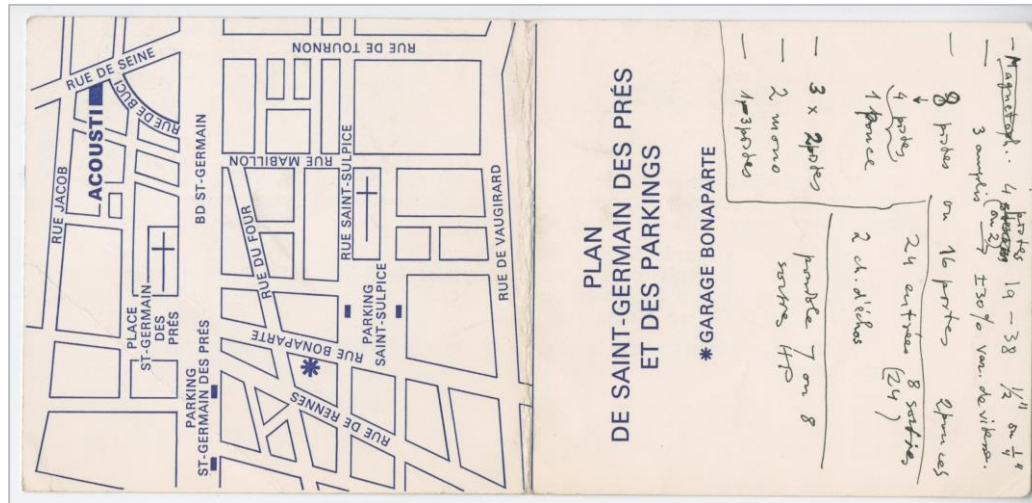 RUE DE SEINE
RUE DE BUCI
ACOUSTI
RUE JACOB
RUE DE TOURNON
BD ST-GERMAIN
RUE MABILLON
RUE SAINT-SULPICE
RUE DU FOUR
RUE DE VAUGIRARD
PLACE
ST-GERMAIN
DES
PRÉS
PARKING
ST-GERMAIN DES PRÉS
RUE BONAPARTE
PARKING
SAINT-SULPICE
RUE DE RENNES
PLAN
DE SAINT-GERMAIN DES PRÉS
ET DES PARKINGS
* GARAGE BONAPARTE
- Magnétoph. 4 pistes 19 - 38 1/2" ou 1/4"
— 3 amplis (ou 2) ±30% vari. de vitesse.
— 8 pistes ou 16 pistes 2 pouces
4 pistes 24 entrées 8 sorties
1 pouce (24)
2 ch. d'échos
— 3 x 2 pistes possible 7 ou 8
— 2 mono sorties HP
— 1 - 3 pistes